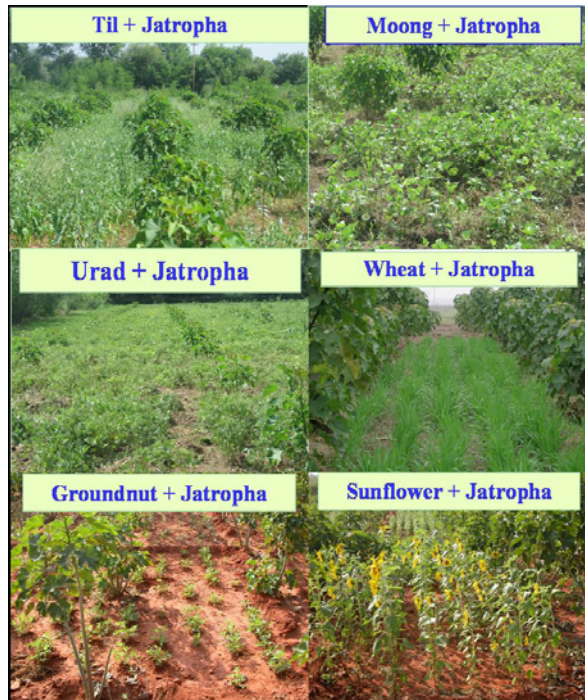 Til + Jatropha
Moong + Jatropha
Urad + Jatropha
Wheat + Jatropha
Groundnut + Jatropha
Sunflower + Jatropha